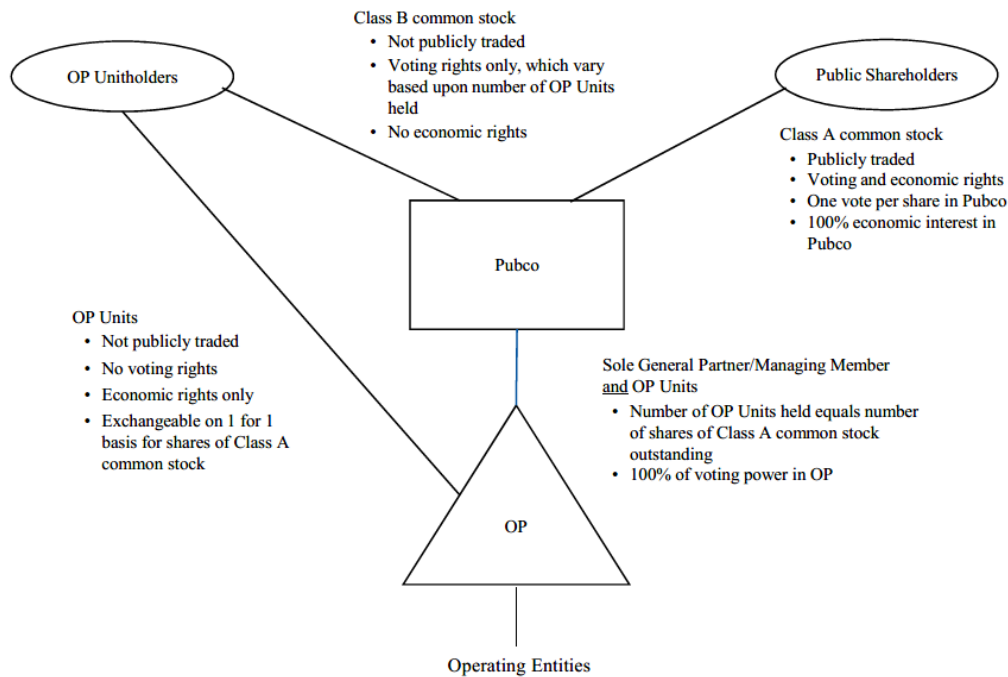 Class B common stock
• Not publicly traded
• Voting rights only, which vary
based upon number of OP Units
held
• No economic rights
OP Unitholders
Public Shareholders
Class A common stock
• Publicly traded
• Voting and economic rights
• One vote per share in Pubco
• 100% economic interest in
Pubco
Pubco
OP Units
• Not publicly traded
• No voting rights
• Economic rights only
• Exchangeable on 1 for 1
basis for shares of Class A
common stock
Sole General Partner/Managing Member
and OP Units
• Number of OP Units held equals number
of shares of Class A common stock
outstanding
• 100% of voting power in OP
OP
Operating Entities